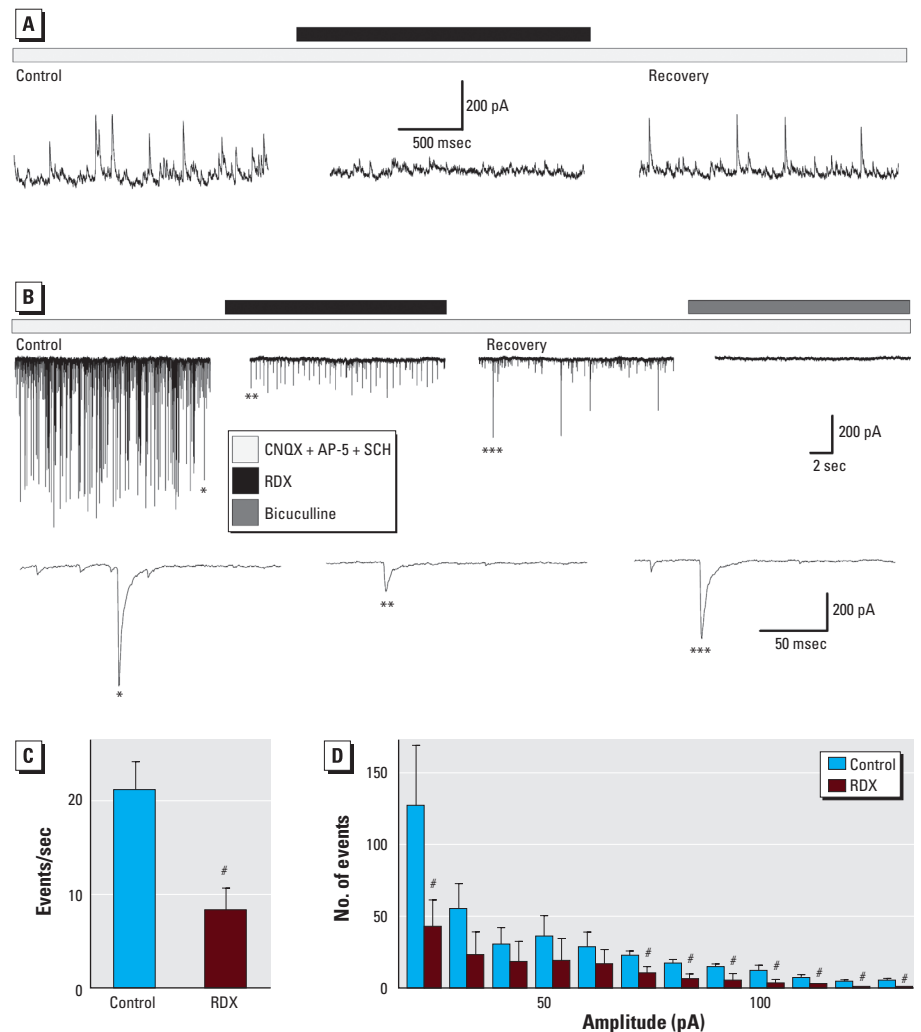 A
Control
Recovery
200 pA
500 msec
B
Control
Recovery
**
***
*
200 pA
2 sec
CNQX + AP-5 + SCH
RDX
Bicuculline
**
***
*
200 pA
50 msec
C
Events/sec
20
10
0
#
Control
RDX
D
No. of events
150
100
50
0
Control
RDX
#
#
#
#
#
#
#
#
50
100
Amplitude (pA)